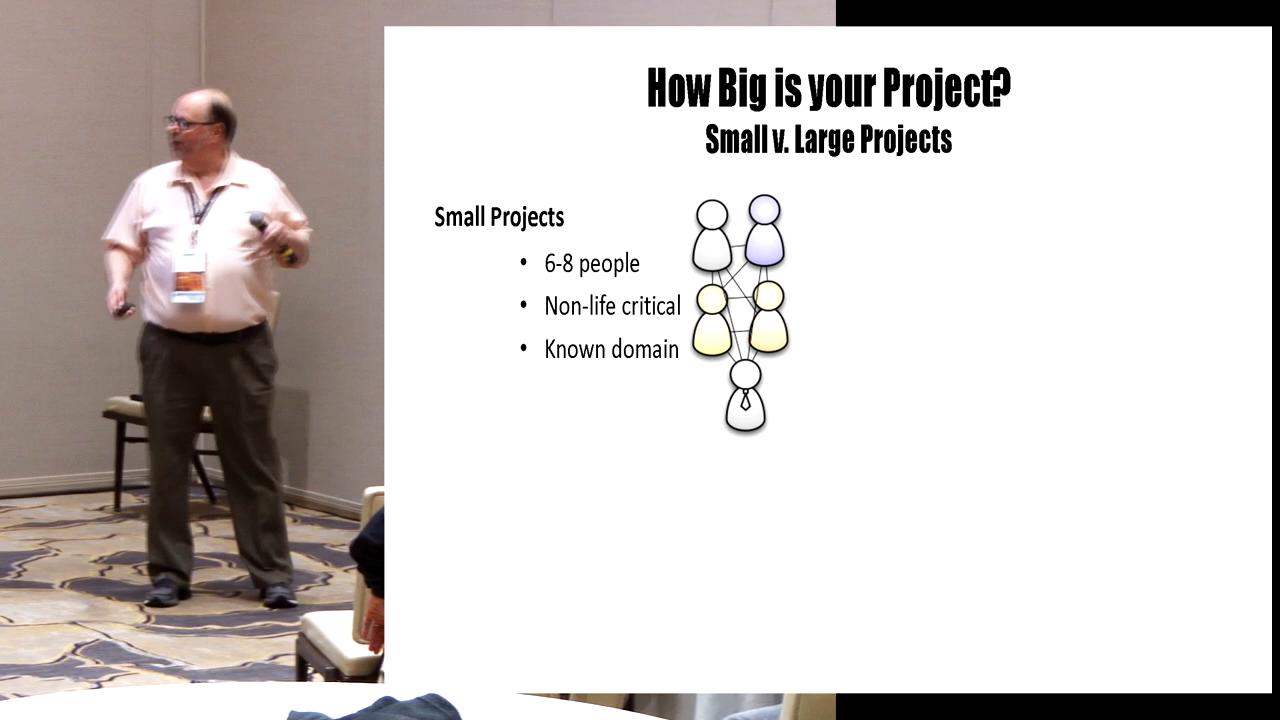 How Big is your Project?
Small v. Large Projects
Small Projects
• 6-8 people
• Non-life critical
• Known domain